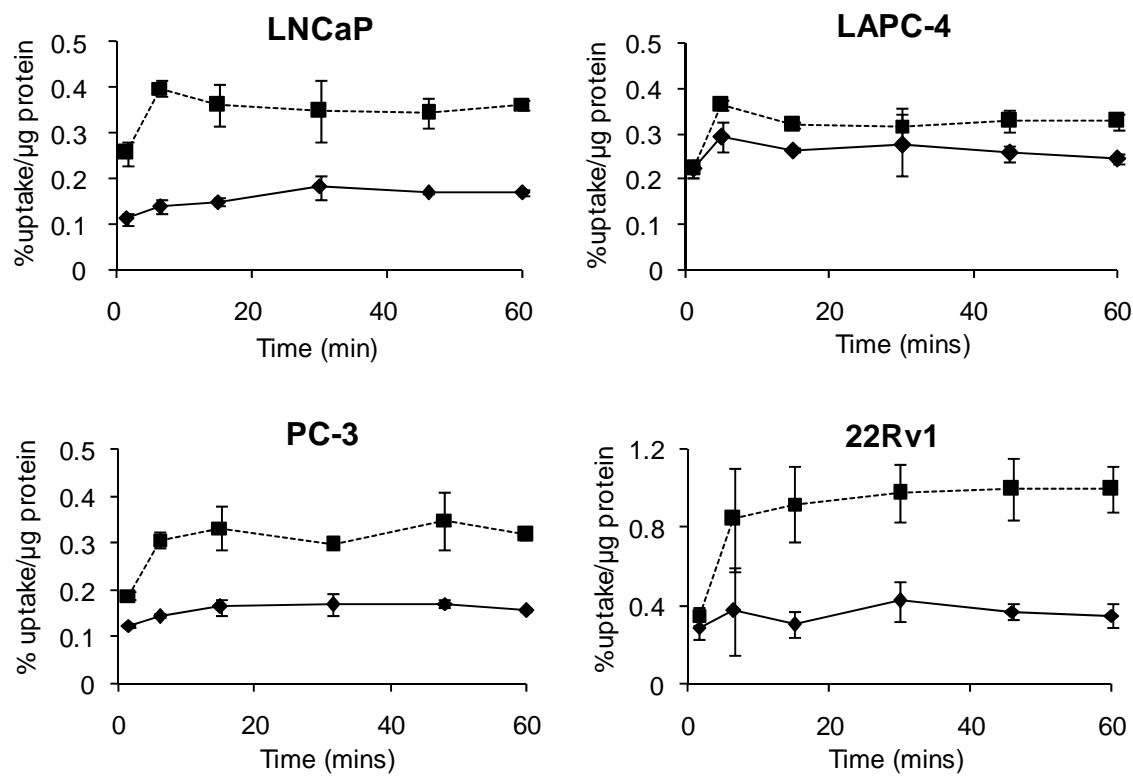 LNCaP
0.5
0.4
0.3
0.2
0.1
0
%uptake/µg protein
0 20 40 60
Time (min)
LAPC-4
0.5
0.4
0.3
0.2
0.1
0
%uptake/µg protein
0 20 40 60
Time (mins)
PC-3
0.5
0.4
0.3
0.2
0.1
0
% uptake/µg protein
0 20 40 60
Time (mins)
22Rv1
1.2
0.8
0.4
0
%uptake/µg protein
0 20 40 60
Time (mins)